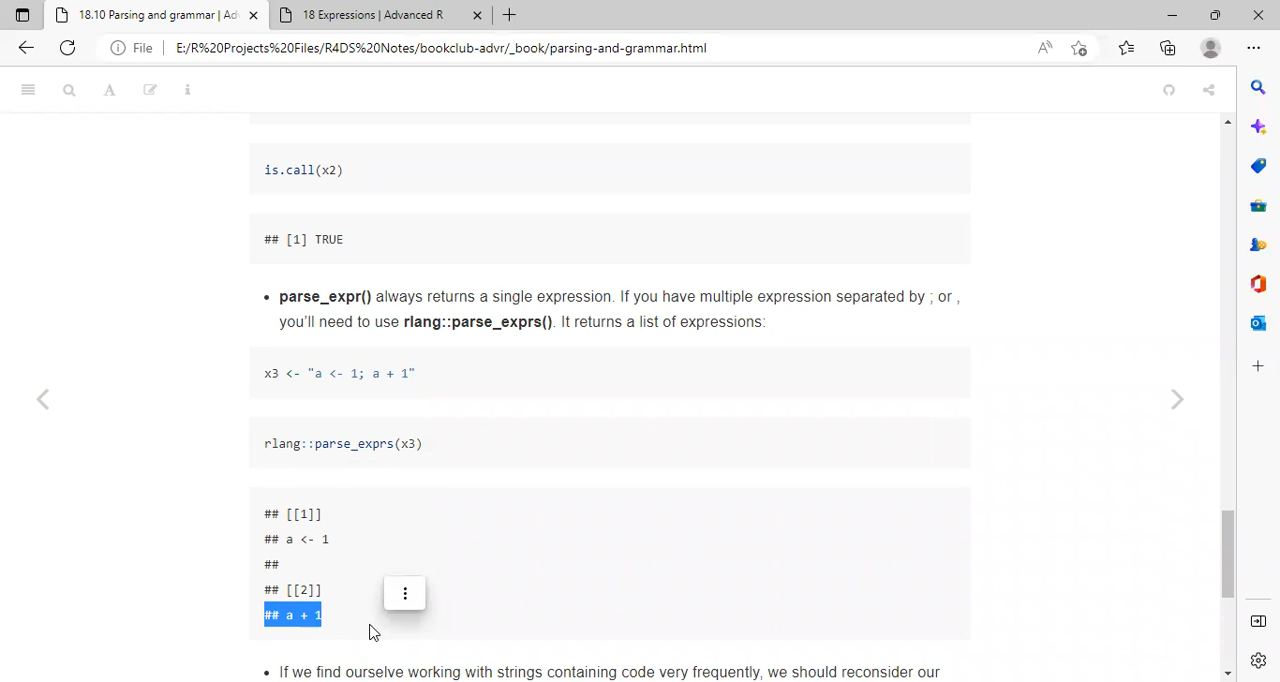 18.10 Parsing and grammar | Ad
18 Expressions | Advanced R
File
E:/R%20Projects%20Files/R4DS%20Notes/bookclub-advr/_book/parsing-and-grammar.html
is.call(x2)
## [1] TRUE
• parse_expr() always returns a single expression. If you have multiple expression separated by ; or ,
you'll need to use rlang::parse_exprs(). It returns a list of expressions:
x3 <- "a <- 1; a + 1"
rlang::parse_exprs(x3)
## [[1]]
## a <- 1
##
## [[2]]
## a + 1
• If we find ourselve working with strings containing code very frequently, we should reconsider our